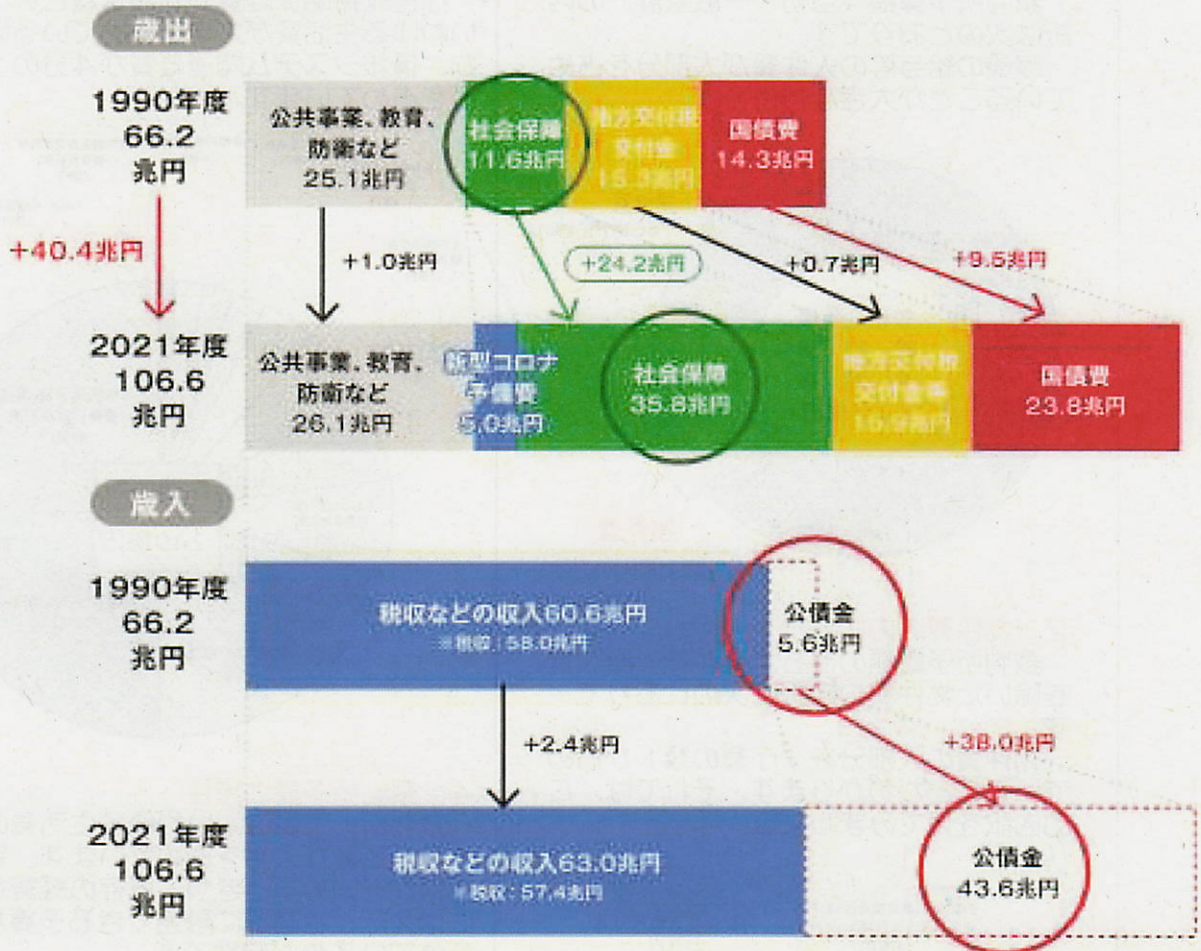 歳出
1990年度
66.2
兆円
公共事業、教育、
防衛など
25.1兆円
社会保障
11.6兆円
地方交付税
交付金
15.3兆円
国債費
14.3兆円
+40.4兆円
+1.0兆円
+24.2兆円
+0.7兆円
+9.5兆円
2021年度
106.6
兆円
公共事業、教育、
防衛など
26.1兆円
新型コロナ
予備費
5.0兆円
社会保障
35.8兆円
地方交付税
交付金等
15.9兆円
国債費
23.8兆円
歳入
1990年度
66.2
兆円
税収などの収入60.6兆円
※税収：58.0兆円
公債金
5.6兆円
+2.4兆円
+38.0兆円
2021年度
106.6
兆円
税収などの収入63.0兆円
※税収：57.4兆円
公債金
43.6兆円